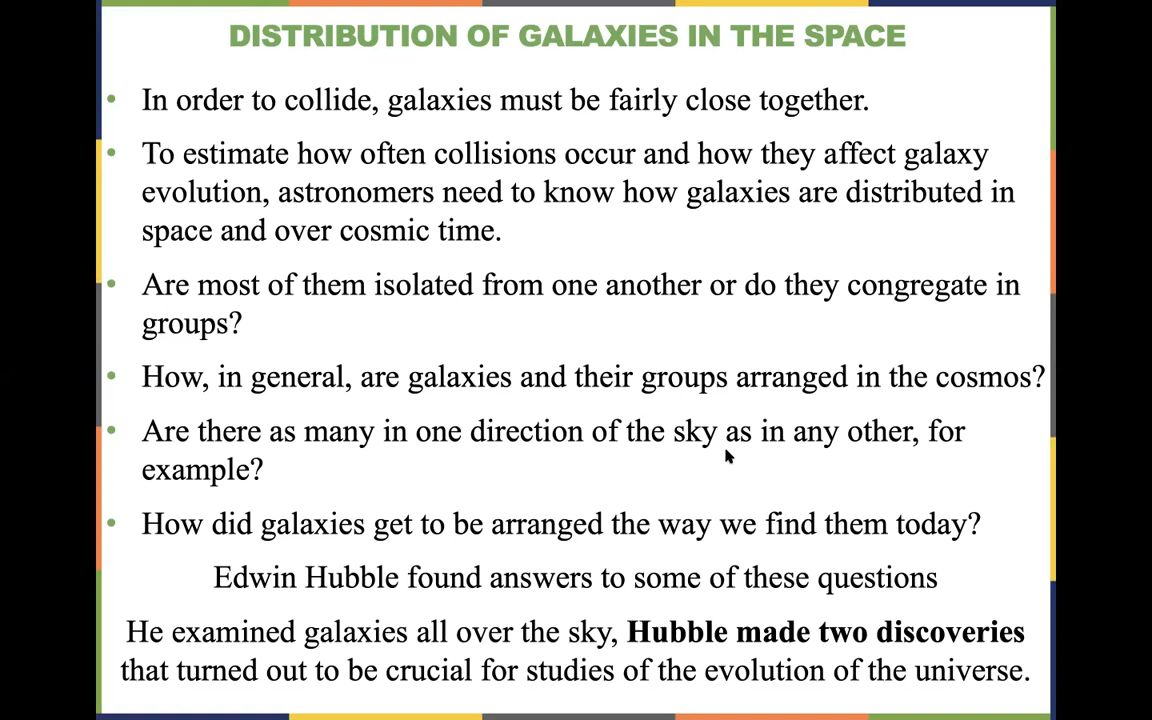 DISTRIBUTION OF GALAXIES IN THE SPACE
• In order to collide, galaxies must be fairly close together.
• To estimate how often collisions occur and how they affect galaxy
evolution, astronomers need to know how galaxies are distributed in
space and over cosmic time.
• Are most of them isolated from one another or do they congregate in
groups?
• How, in general, are galaxies and their groups arranged in the cosmos?
• Are there as many in one direction of the sky as in any other, for
example?
• How did galaxies get to be arranged the way we find them today?
Edwin Hubble found answers to some of these questions
He examined galaxies all over the sky, Hubble made two discoveries
that turned out to be crucial for studies of the evolution of the universe.